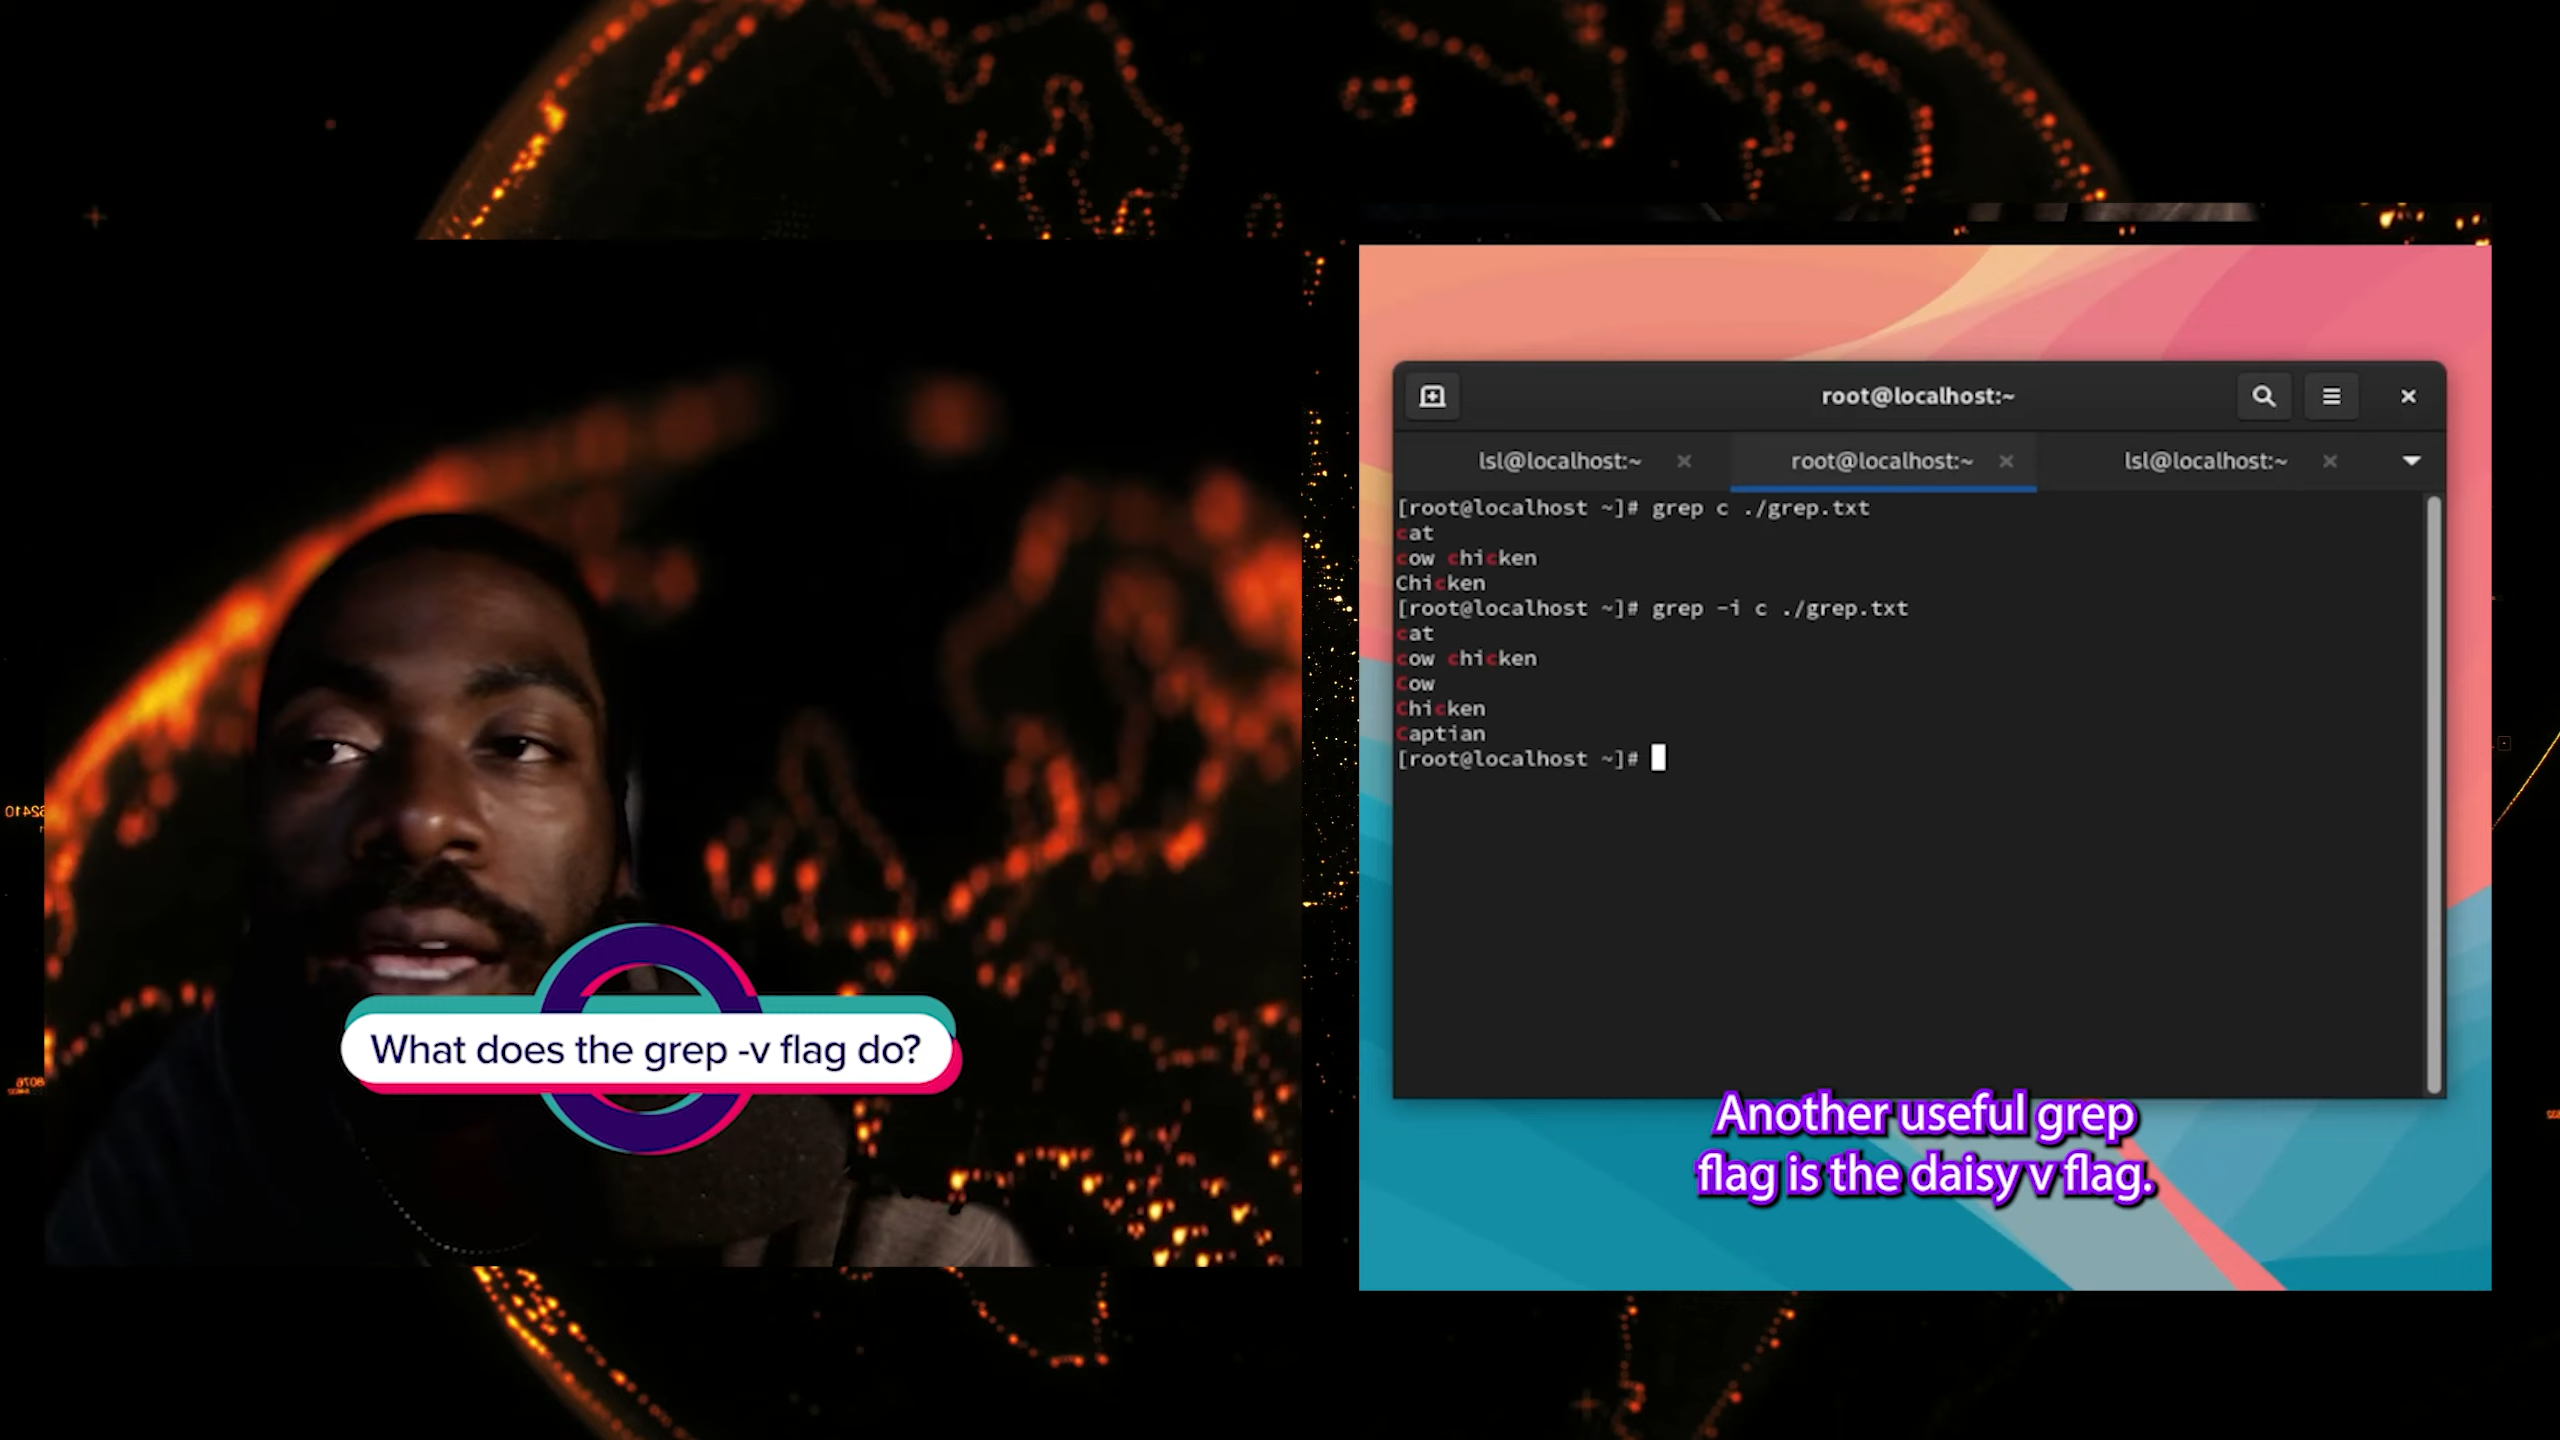 What does the grep -v flag do?
root@localhost:~
lsl@localhost:~
root@localhost:~
lsl@localhost:~
[root@localhost ~]# grep c ./grep.txt
cat
cow chicken
Chicken
[root@localhost ~]# grep -i c ./grep.txt
cat
cow chicken
Cow
Chicken
Captian
[root@localhost ~]#
Another useful grep
flag is the daisy v flag.